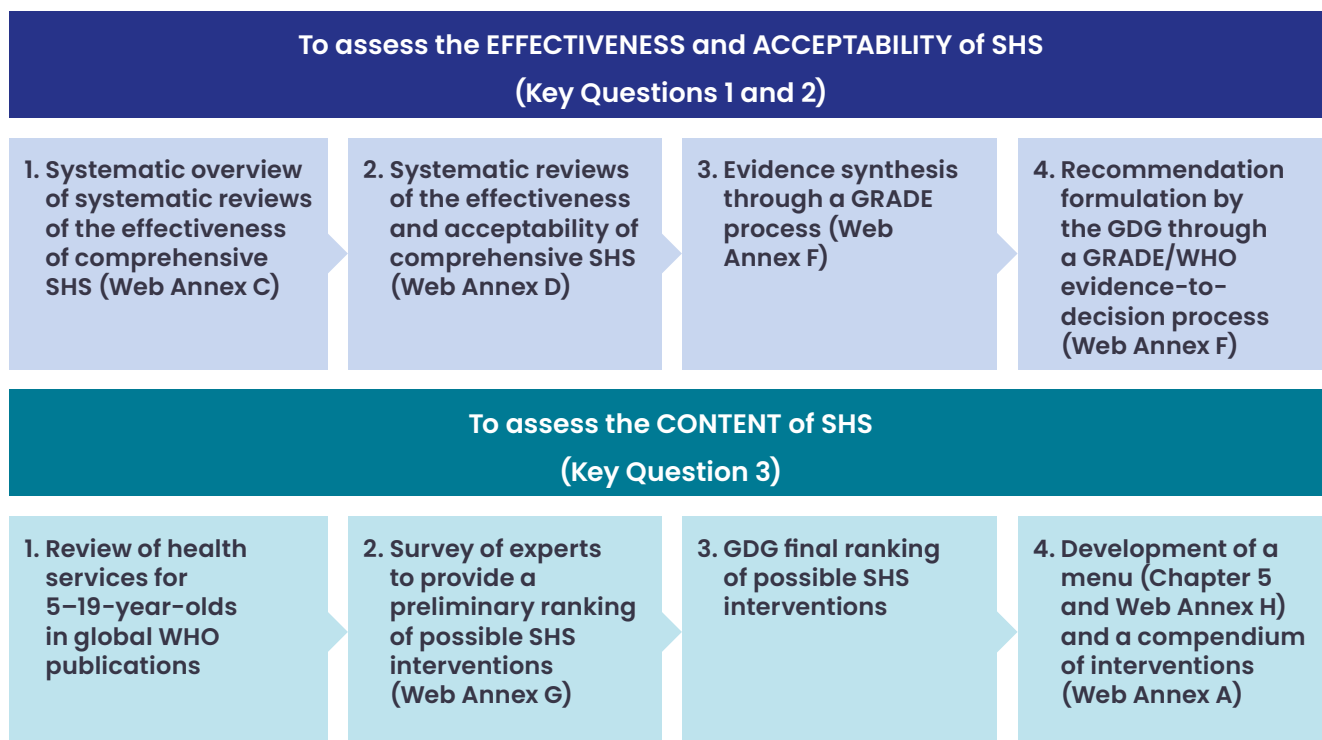 To assess the EFFECTIVENESS and ACCEPTABILITY of SHS
(Key Questions 1 and 2)
1. Systematic overview
of systematic reviews
of the effectiveness
of comprehensive
SHS (Web Annex C)
2. Systematic reviews
of the effectiveness
and acceptability of
comprehensive SHS
(Web Annex D)
3. Evidence synthesis
through a GRADE
process (Web
Annex F)
4. Recommendation
formulation by
the GDG through
a GRADE/WHO
evidence-to-
decision process
(Web Annex F)
To assess the CONTENT of SHS
(Key Question 3)
1. Review of health
services for
5–19-year-olds
in global WHO
publications
2. Survey of experts
to provide a
preliminary ranking
of possible SHS
interventions
(Web Annex G)
3. GDG final ranking
of possible SHS
interventions
4. Development of a
menu (Chapter 5
and Web Annex H)
and a compendium
of interventions
(Web Annex A)